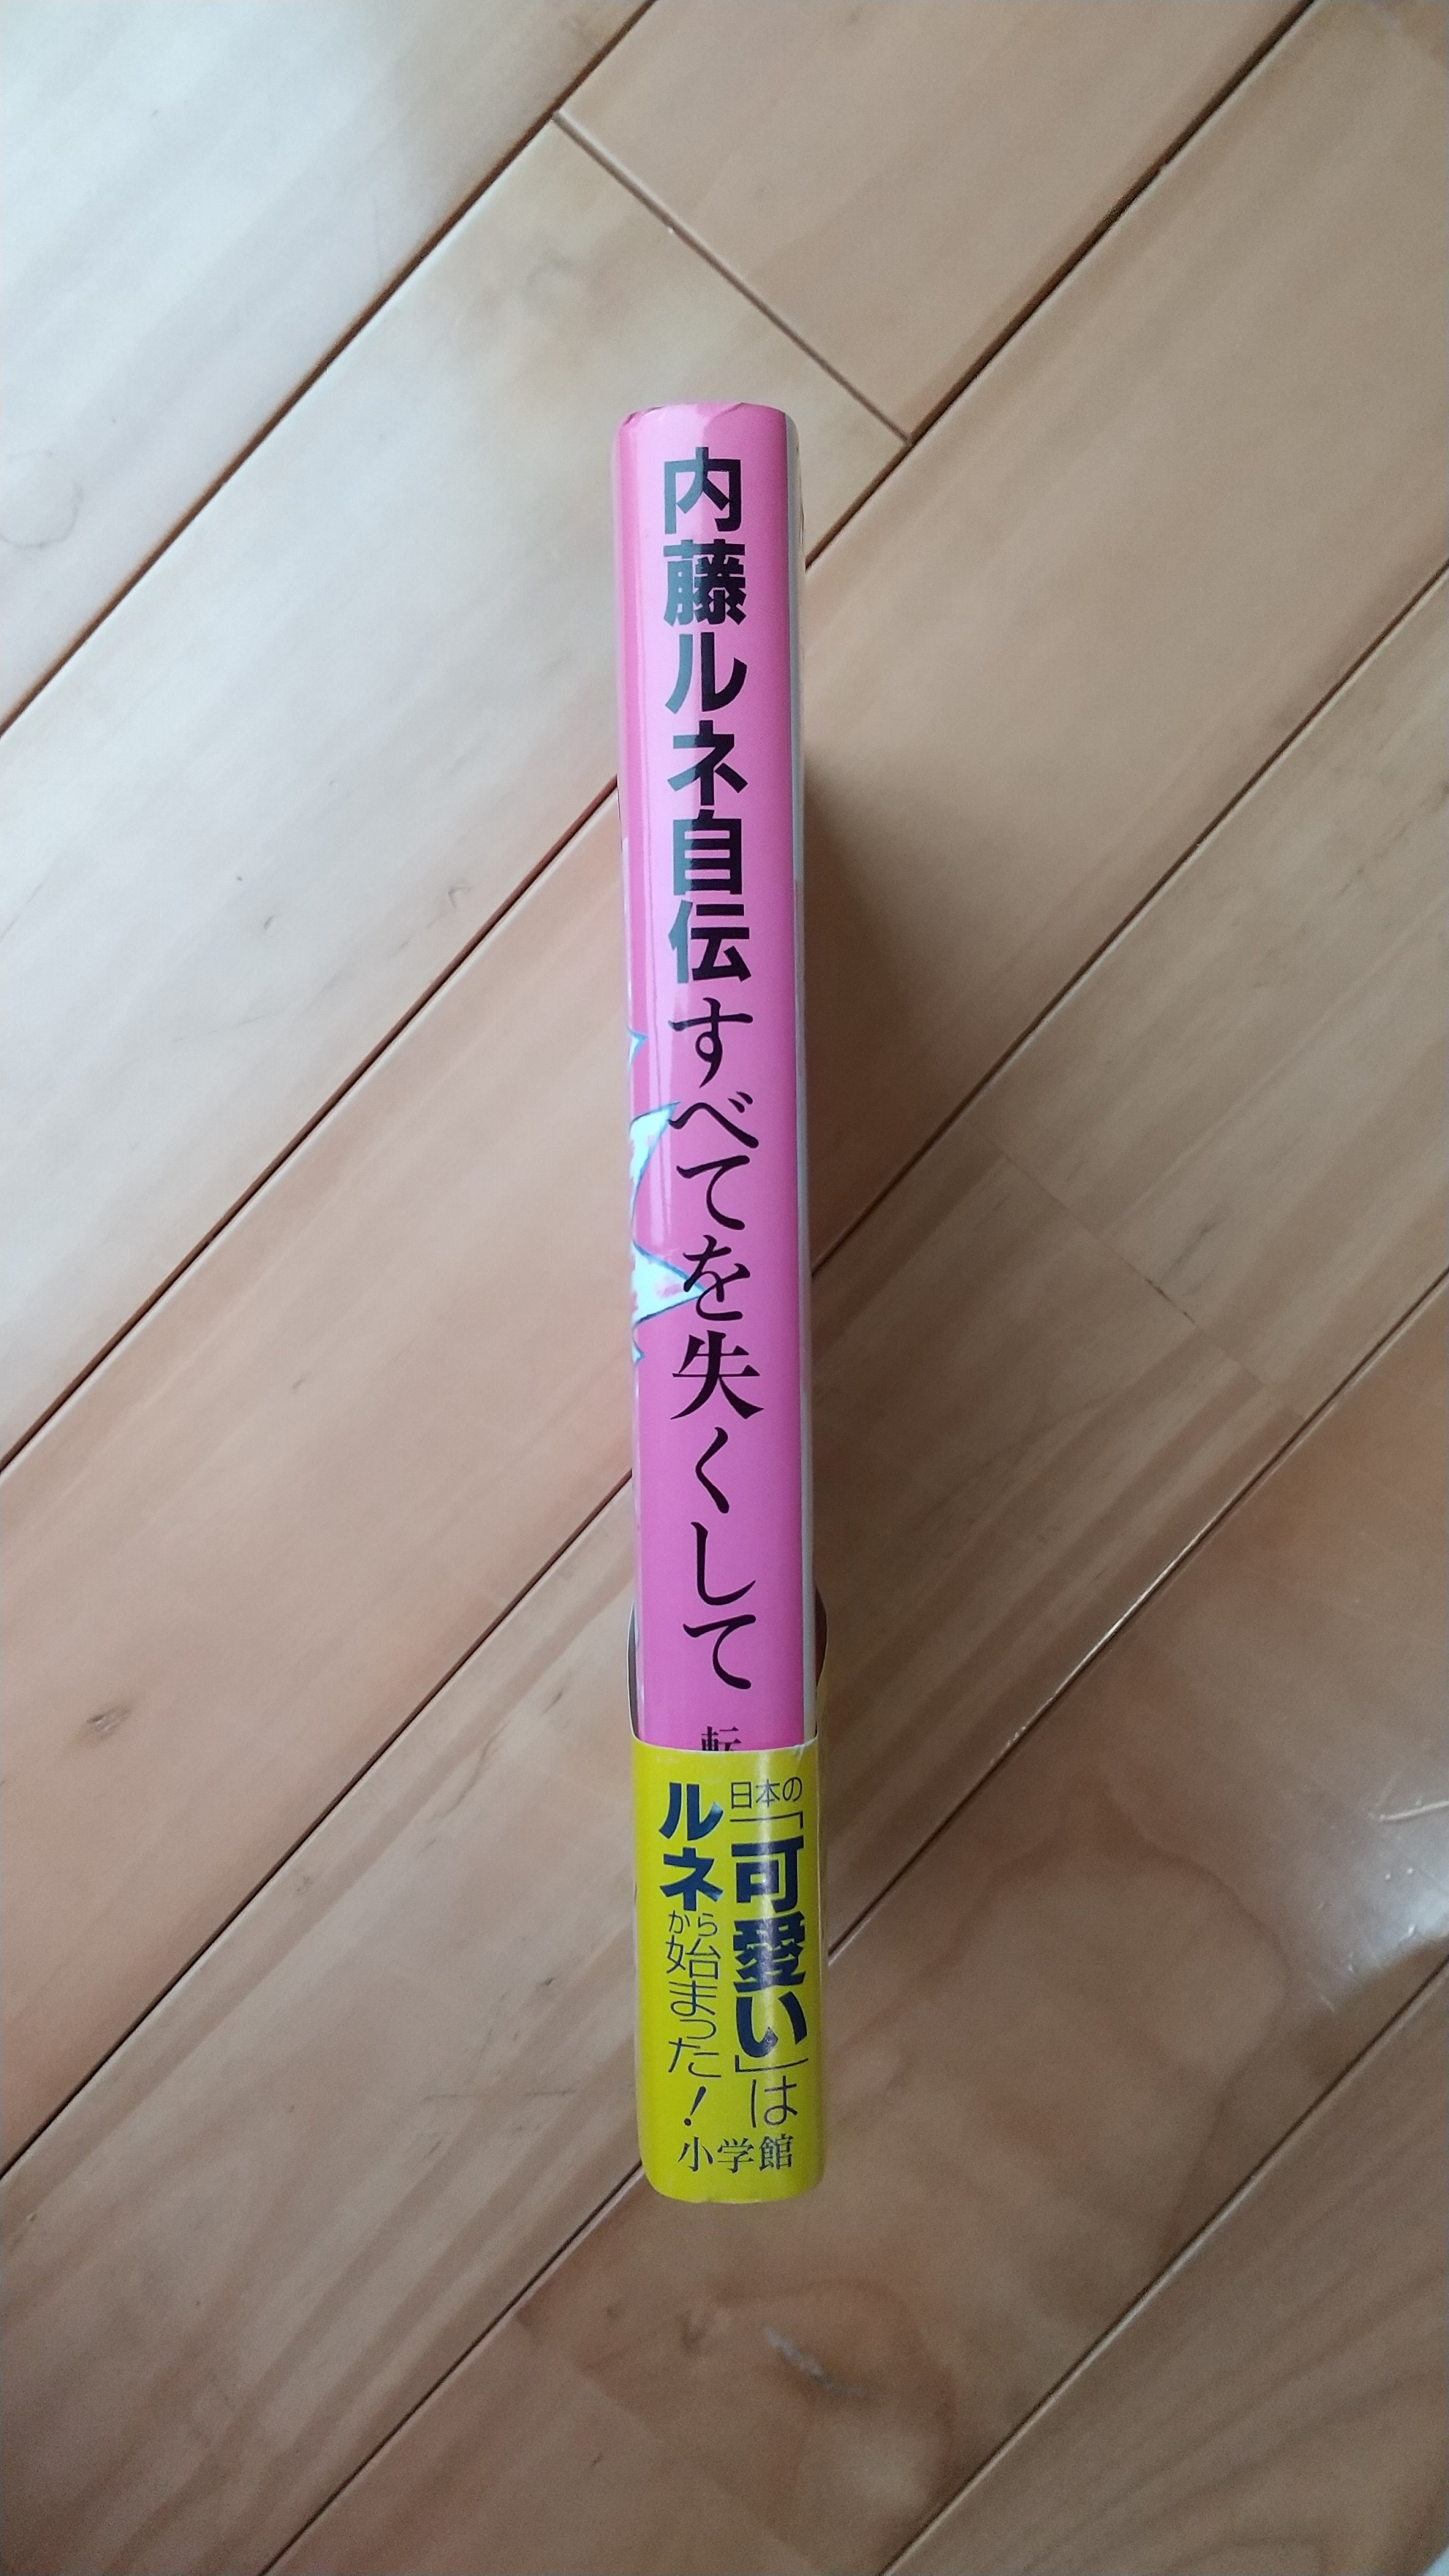 内藤ルネ自伝
すべてを失くして
転
日本の「可愛い」は
ルネから始まった！
小学館